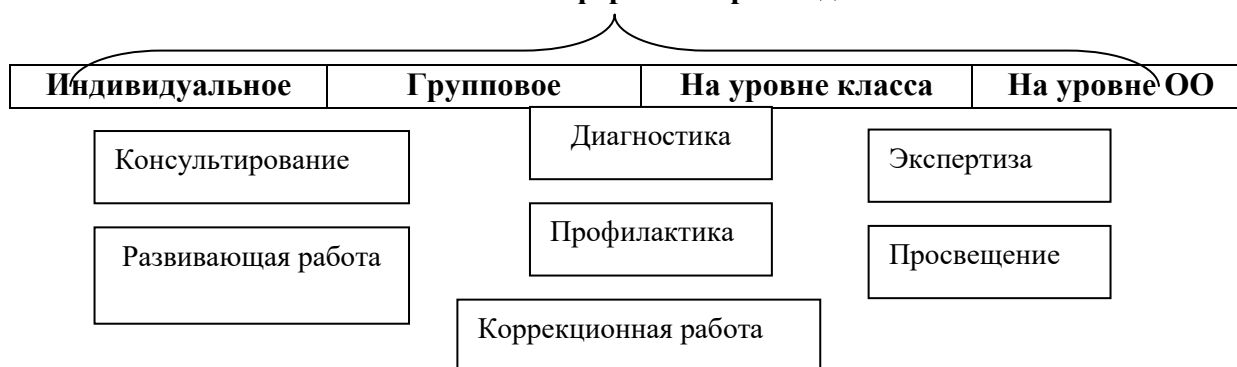 Индивидуальное Групповое На уровне класса На уровне ОО
Консультирование Диагностика Экспертиза
Развивающая работа Профилактика Просвещение
Коррекционная работа